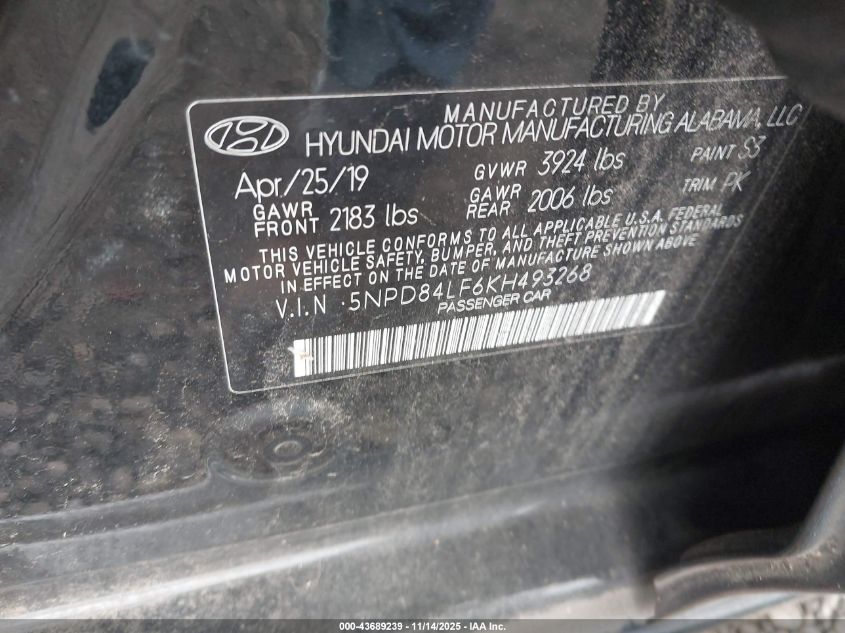 MANUFACTURED BY
HYUNDAI MOTOR MANUFACTURING ALABAMA, LLC
Apr/25/19 GVWR 3924 lbs PAINT S3
GAWR FRONT 2183 lbs GAWR REAR 2006 lbs TRIM PK
THIS VEHICLE CONFORMS TO ALL APPLICABLE U.S.A. FEDERAL
MOTOR VEHICLE SAFETY, BUMPER, AND THEFT PREVENTION STANDARDS
IN EFFECT ON THE DATE OF MANUFACTURE SHOWN ABOVE
V.I.N :5NPD84LF6KH493268
PASSENGER CAR
000-43689239 - 11/14/2025 - IAA Inc.